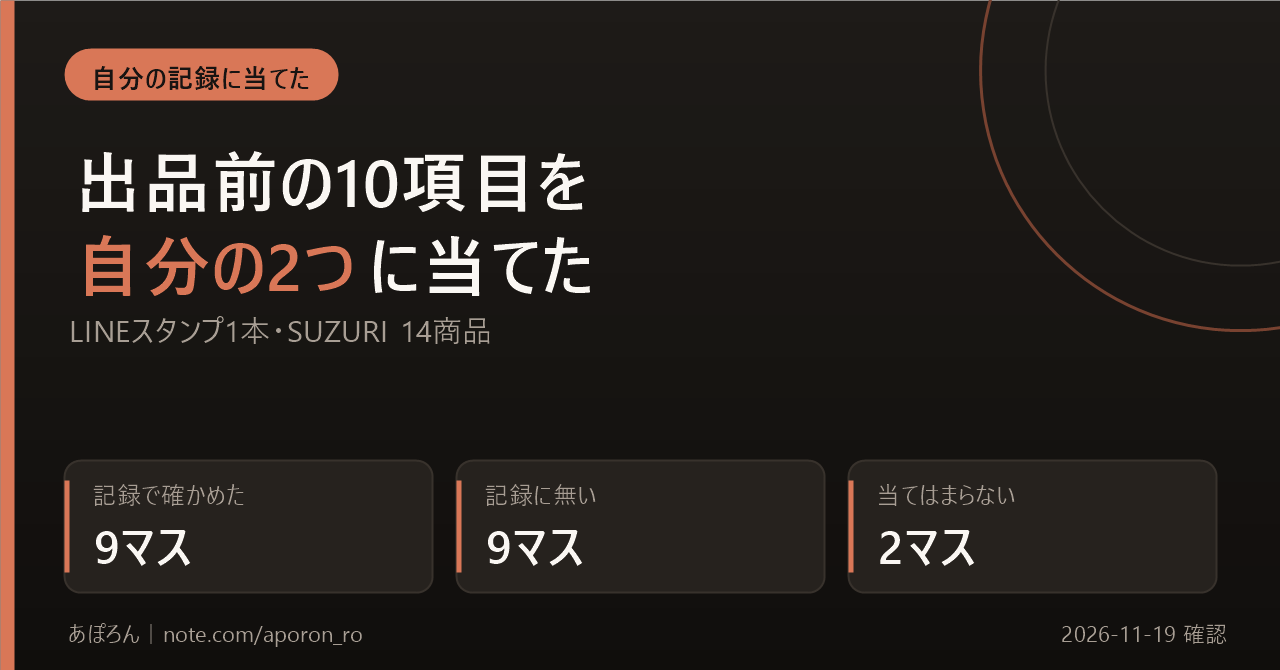 自分の記録に当てた
出品前の10項目を
自分の2つに当てた
LINEスタンプ1本・SUZURI 14商品
記録で確かめた
9マス
記録に無い
9マス
当てはまらない
2マス
あぽろん｜note.com/aporon_ro
2026-11-19 確認